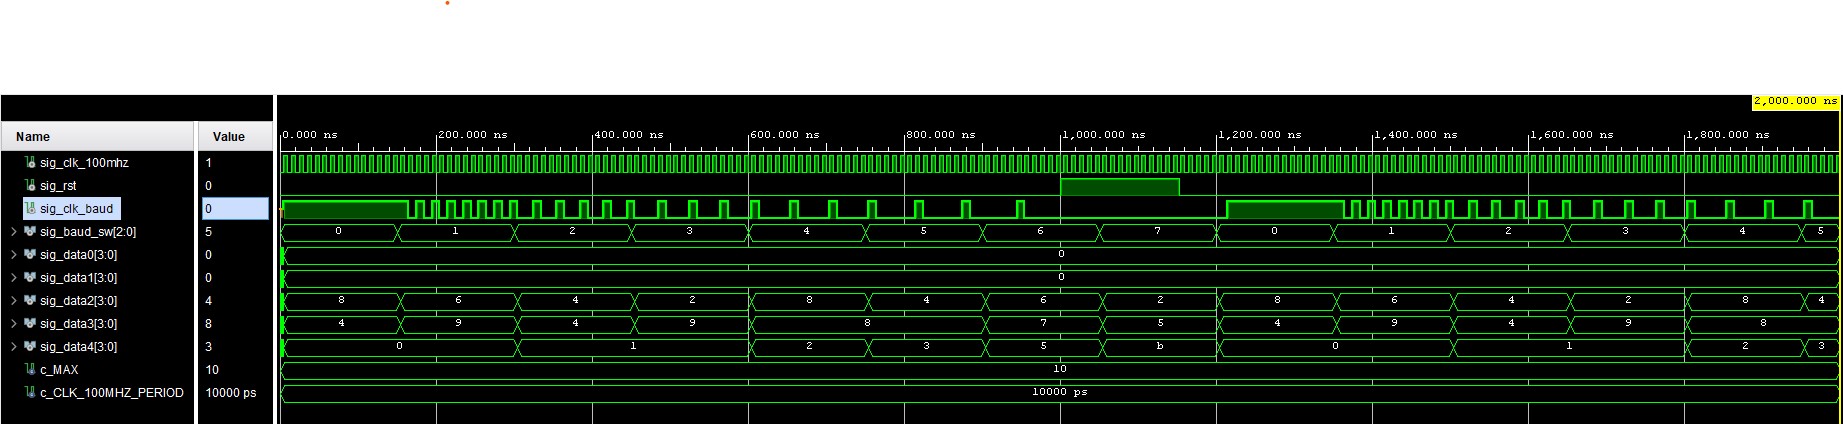 2,000.000 ns
Name Value 0.000 ns 200.000 ns 400.000 ns 600.000 ns 800.000 ns 1,000.000 ns 1,200.000 ns 1,400.000 ns 1,600.000 ns 1,800.000 ns
sig_clk_100mhz 1
sig_rst 0
sig_clk_baud 0
sig_baud_sw[2:0] 5 0 1 2 3 4 5 6 7 0 1 2 3 4 5
sig_data0[3:0] 0 0
sig_data1[3:0] 0 0
sig_data2[3:0] 4 8 6 4 2 8 4 6 2 8 6 4 2 8 4
sig_data3[3:0] 8 4 9 4 9 8 7 5 4 9 4 9 8
sig_data4[3:0] 3 0 1 2 3 5 b 0 1 2 3
c_MAX 10 10
c_CLK_100MHZ_PERIOD 10000 ps 10000 ps